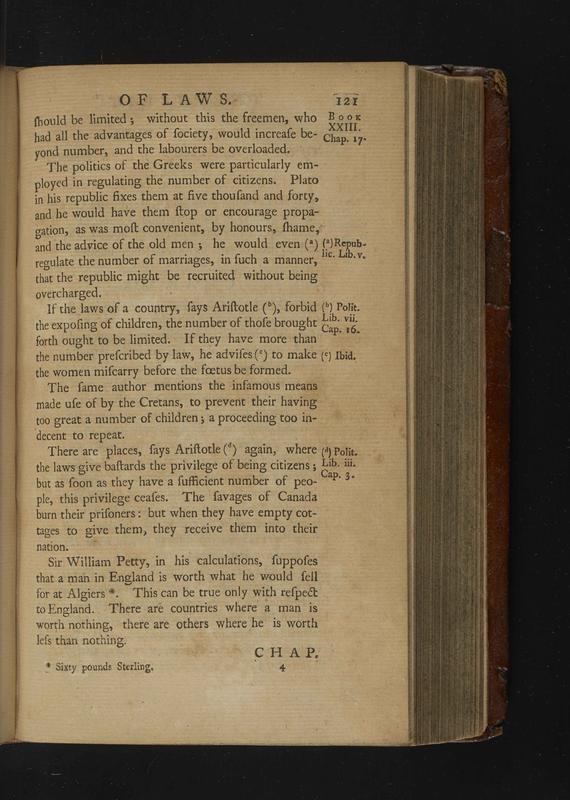 OF LAWS. 121
ſhould be limited; without this the freemen, who
Book
XXIII.
Chap. 17.
had all the advantages of ſociety, would increaſe be-
yond number, and the labourers be overloaded.
The politics of the Greeks were particularly em-
ployed in regulating the number of citizens. Plato
in his republic fixes them at five thouſand and forty,
and he would have them ſtop or encourage propa-
gation, as was moſt convenient, by honours, ſhame,
and the advice of the old men; he would even (a)
(a) Repub-
lic. Lib. v.
regulate the number of marriages, in ſuch a manner,
that the republic might be recruited without being
overcharged.
If the laws of a country, ſays Ariſtotle (b), forbid
(b) Polit.
Lib. vii.
Cap. 16.
the expoſing of children, the number of thoſe brought
forth ought to be limited. If they have more than
the number preſcribed by law, he adviſes (c) to make
(c) Ibid.
the women miſcarry before the fœtus be formed.
The ſame author mentions the infamous means
made uſe of by the Cretans, to prevent their having
too great a number of children; a proceeding too in-
decent to repeat.
There are places, ſays Ariſtotle (d) again, where
(d) Polit.
Lib. iii.
Cap. 3.
the laws give baſtards the privilege of being citizens;
but as ſoon as they have a ſufficient number of peo-
ple, this privilege ceaſes. The ſavages of Canada
burn their priſoners: but when they have empty cot-
tages to give them, they receive them into their
nation.
Sir William Petty, in his calculations, ſuppoſes
that a man in England is worth what he would ſell
for at Algiers *. This can be true only with reſpect
to England. There are countries where a man is
worth nothing, there are others where he is worth
leſs than nothing.
CHAP.
* Sixty pounds Sterling.
4